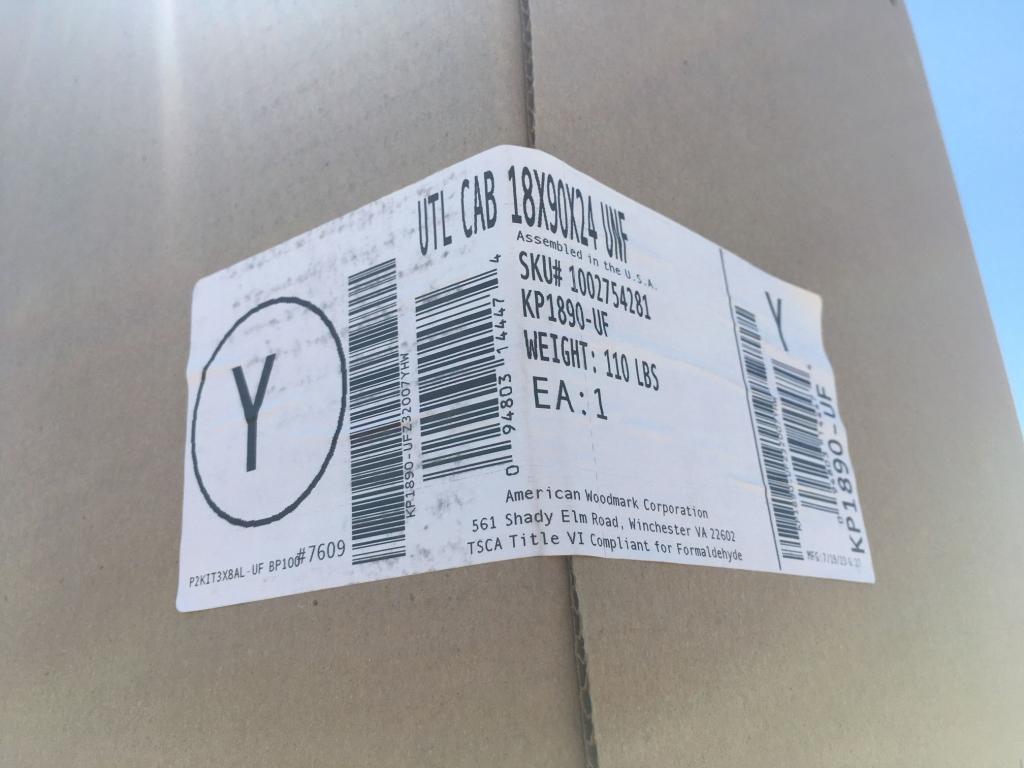 UTL CAB 18X90X24 UNF
Assembled in the U.S.A.
SKU# 1002754281
KP1890-UF
WEIGHT: 110 LBS
EA: 1
Y
KP1890-UFZ32007YHW
0 94803 14447 4
P2KIT3X8AL-UF BP100
#7609
American Woodmark Corporation
561 Shady Elm Road, Winchester VA 22602
TSCA Title VI Compliant for Formaldehyde
Y
KP1890-UF